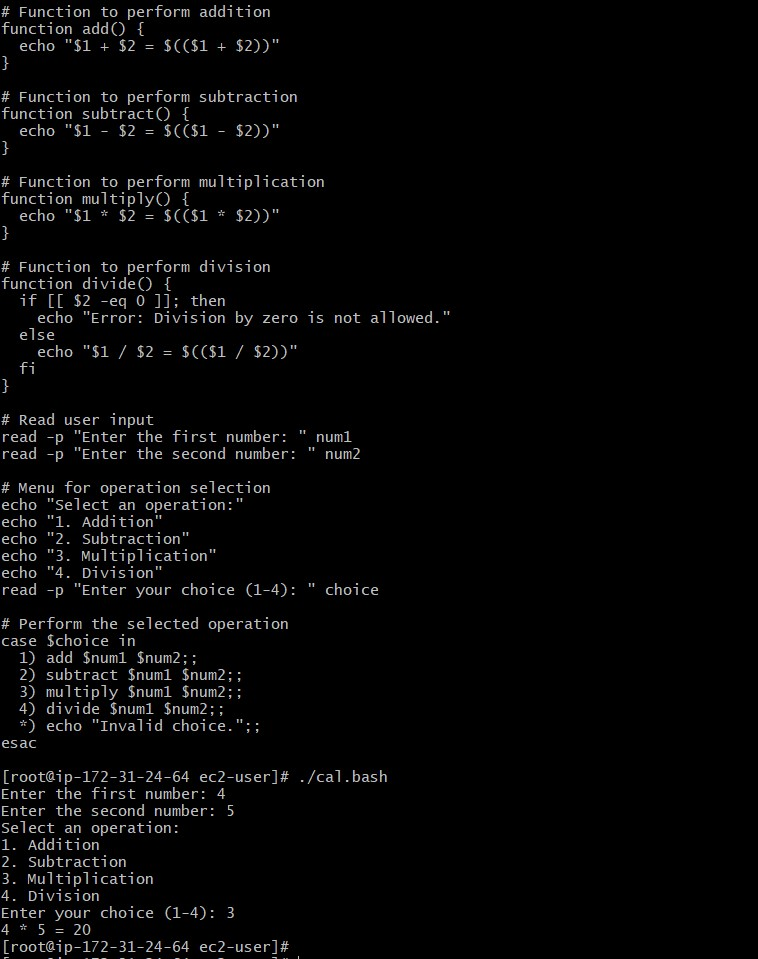 # Function to perform addition
function add() {
  echo "$1 + $2 = $(($1 + $2))"
}

# Function to perform subtraction
function subtract() {
  echo "$1 - $2 = $(($1 - $2))"
}

# Function to perform multiplication
function multiply() {
  echo "$1 * $2 = $(($1 * $2))"
}

# Function to perform division
function divide() {
  if [[ $2 -eq 0 ]]; then
    echo "Error: Division by zero is not allowed."
  else
    echo "$1 / $2 = $(($1 / $2))"
  fi
}

# Read user input
read -p "Enter the first number: " num1
read -p "Enter the second number: " num2

# Menu for operation selection
echo "Select an operation:"
echo "1. Addition"
echo "2. Subtraction"
echo "3. Multiplication"
echo "4. Division"
read -p "Enter your choice (1-4): " choice

# Perform the selected operation
case $choice in
  1) add $num1 $num2;;
  2) subtract $num1 $num2;;
  3) multiply $num1 $num2;;
  4) divide $num1 $num2;;
  *) echo "Invalid choice.";;
esac

[root@ip-172-31-24-64 ec2-user]# ./cal.bash
Enter the first number: 4
Enter the second number: 5
Select an operation:
1. Addition
2. Subtraction
3. Multiplication
4. Division
Enter your choice (1-4): 3
4 * 5 = 20
[root@ip-172-31-24-64 ec2-user]#